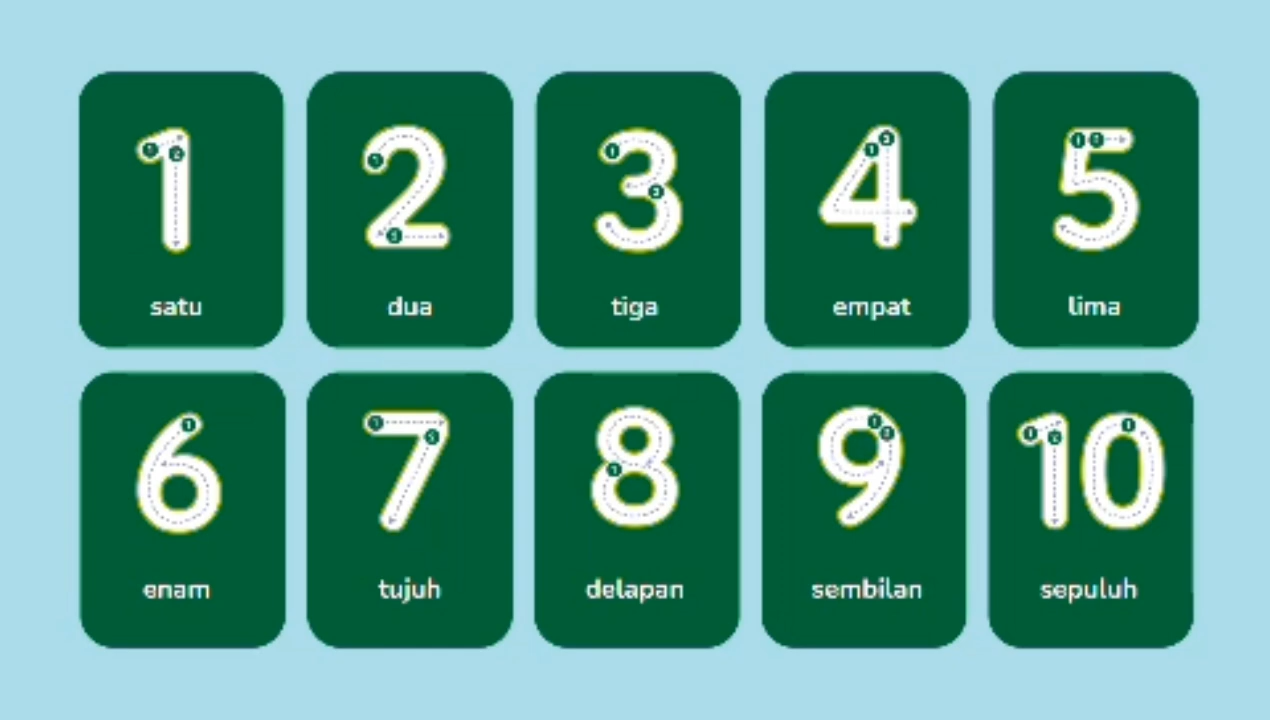 1 2 3 4 5
satu dua tiga empat lima
6 7 8 9 10
enam tujuh delapan sembilan sepuluh